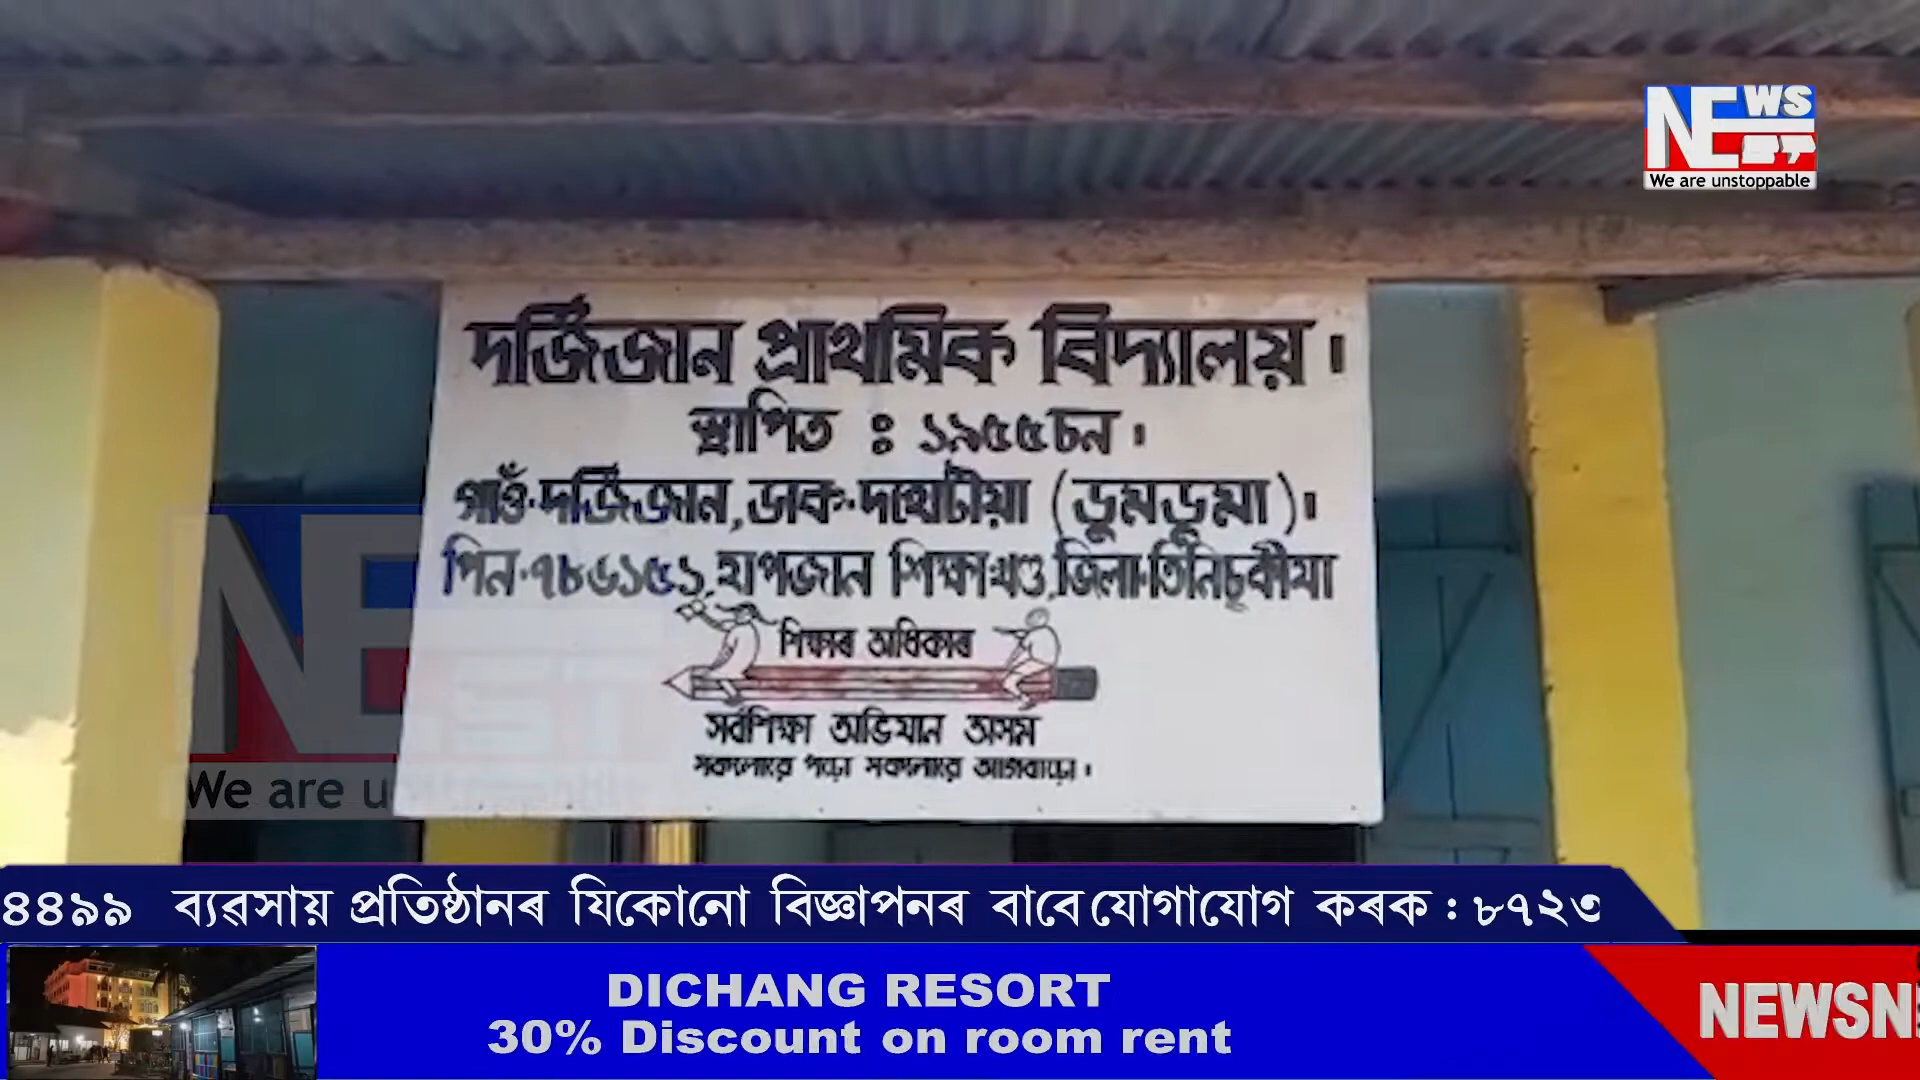 NEWS
We are unstoppable
দৰ্জিজান প্ৰাথমিক বিদ্যালয়।
স্থাপিত ঃ ১৯৫৫চন।
গাওঁ-দৰ্জিজান, ডাক-দহোটীয়া (ডুমডুমা)।
পিন-৭৮৬১৫১, হাপজান শিক্ষাখণ্ড, জিলা-তিনিচুকীয়া
শিক্ষাৰ অধিকাৰ
সৰ্বশিক্ষা অভিযান অসম
সকলোৱে পঢ়ো সকলোৱে আগবাঢ়ো।
We are
৪৪৯৯ ব্যৱসায় প্ৰতিষ্ঠানৰ যিকোনো বিজ্ঞাপনৰ বাবে যোগাযোগ কৰক : ৮৭২৩
DICHANG RESORT
30% Discount on room rent
NEWSN